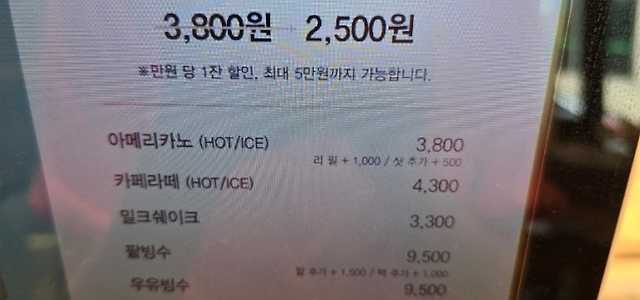 3,800원 → 2,500원
※만원 당 1잔 할인, 최대 5만원까지 가능합니다.
아메리카노 (HOT/ICE) 3,800
리필 + 1,000 / 샷 추가 + 500
카페라떼 (HOT/ICE) 4,300
밀크쉐이크 3,300
팥빙수 9,500
팥 추가 + 1,500 / 떡 추가 + 1,000
우유빙수 9,500